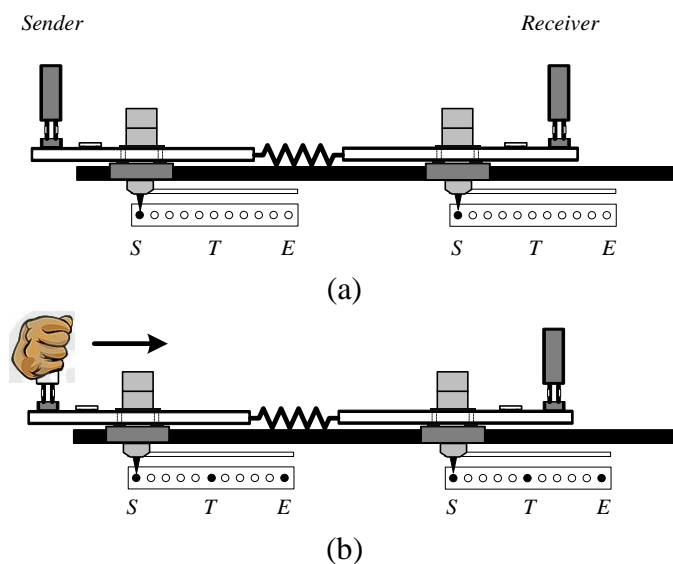 Sender Receiver
S T E S T E
(a)
S T E S T E
(b)